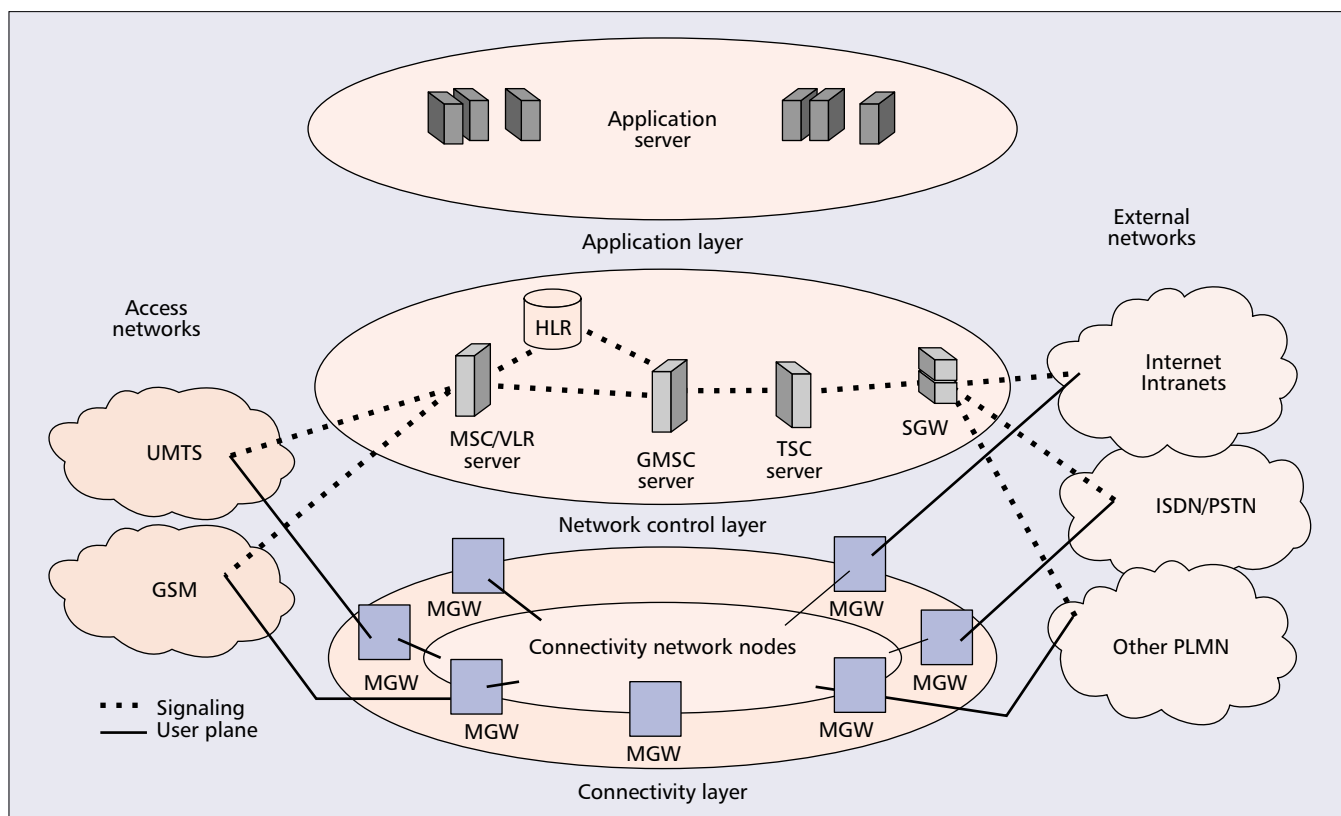 Application
server
Application layer
External
networks
Access
networks
HLR
Internet
Intranets
UMTS
MSC/VLR
server
GMSC
server
TSC
server
SGW
Network control layer
ISDN/PSTN
GSM
MGW
MGW
Connectivity network nodes
Other PLMN
MGW
MGW
MGW
MGW
MGW
Signaling
User plane
Connectivity layer